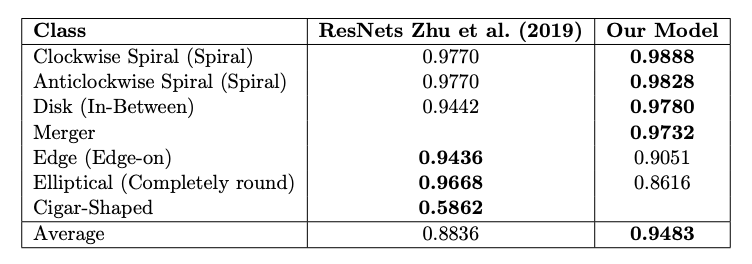 Class ResNets Zhu et al. (2019) Our Model
Clockwise Spiral (Spiral) 0.9770 0.9888
Anticlockwise Spiral (Spiral) 0.9770 0.9828
Disk (In-Between) 0.9442 0.9780
Merger 0.9732
Edge (Edge-on) 0.9436 0.9051
Elliptical (Completely round) 0.9668 0.8616
Cigar-Shaped 0.5862
Average 0.8836 0.9483